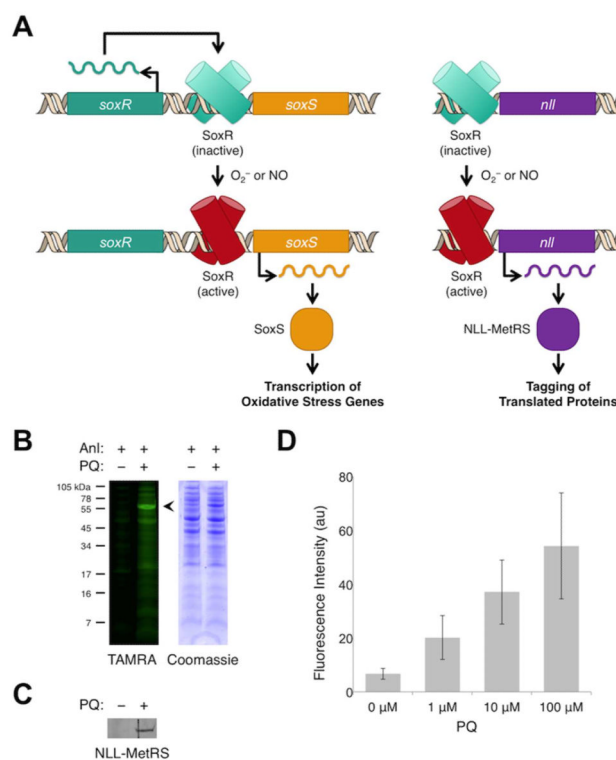 A
soxR
soxS
nll
SoxR
(inactive)
SoxR
(inactive)
O₂⁻ or NO
O₂⁻ or NO
soxR
soxS
nll
SoxR
(active)
SoxR
(active)
SoxS
NLL-MetRS
Transcription of
Oxidative Stress Genes
Tagging of
Translated Proteins
B
Anl: + + + +
PQ: – + – +
105 kDa
78
55
45
34
17
16
7
TAMRA
Coomassie
C
PQ: – +
NLL-MetRS
D
Fluorescence Intensity (au)
80
60
40
20
0
0 µM
1 µM
10 µM
100 µM
PQ